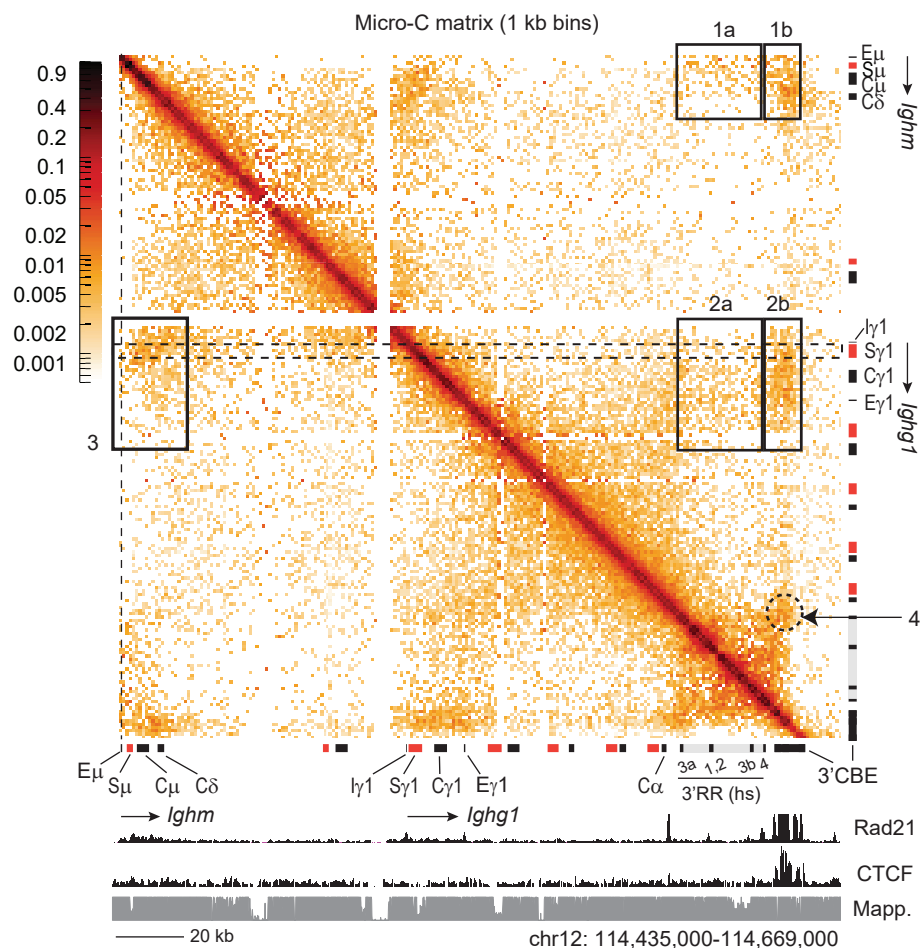 Micro-C matrix (1 kb bins)
1a 1b
0.9
0.4
0.2
0.1
0.05
0.02
0.01
0.005
0.002
0.001
Eμ
Sμ
Cμ
Cδ
Ighm
2a 2b
Iγ1
Sγ1
Cγ1
Eγ1
Ighg1
3
4
Eμ
Sμ
Cμ
Cδ
Iγ1
Sγ1
Cγ1
Eγ1
Cα
3a 1,2 3b 4
3'RR (hs)
3'CBE
Ighm
Ighg1
Rad21
CTCF
Mapp.
20 kb
chr12: 114,435,000-114,669,000